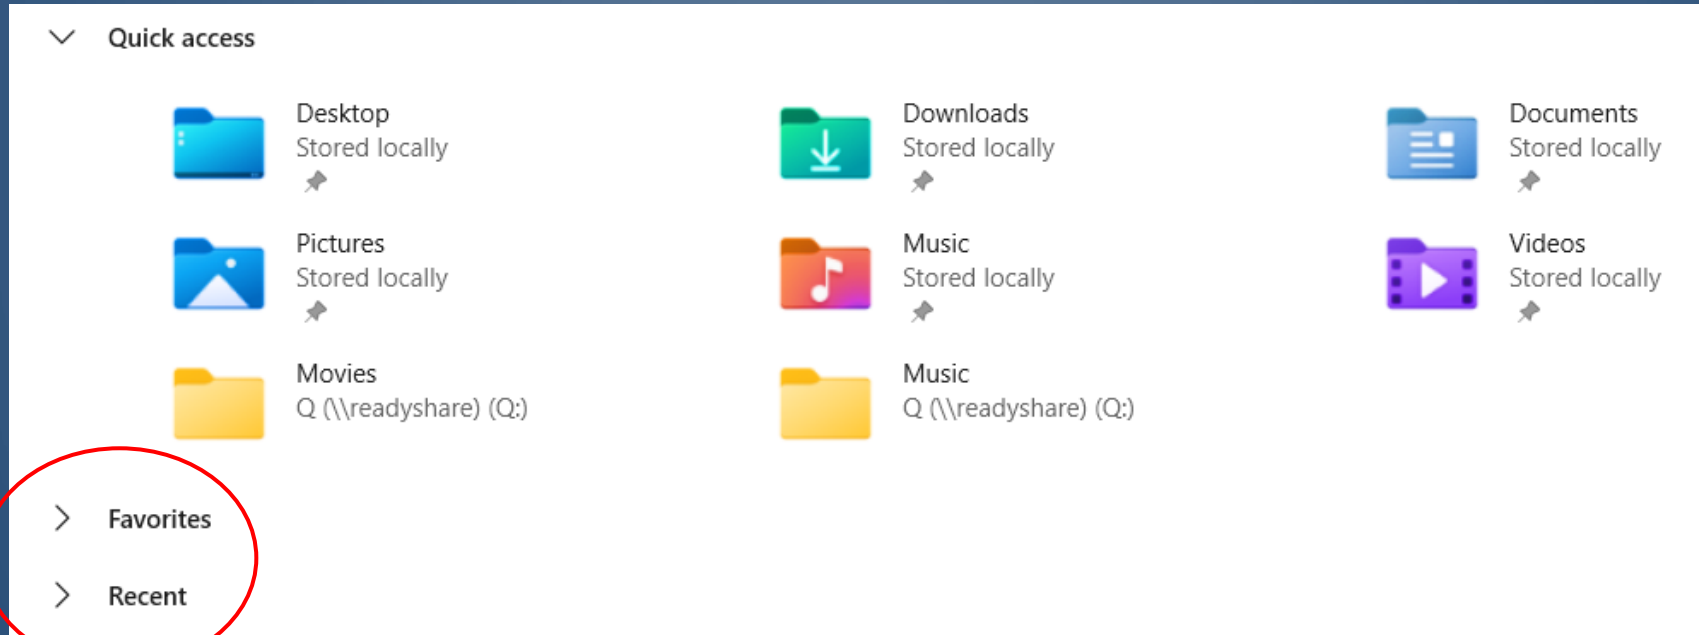 Quick access
Desktop
Stored locally
Downloads
Stored locally
Documents
Stored locally
Pictures
Stored locally
Music
Stored locally
Videos
Stored locally
Movies
Q (\\readyshare) (Q:)
Music
Q (\\readyshare) (Q:)
Favorites
Recent